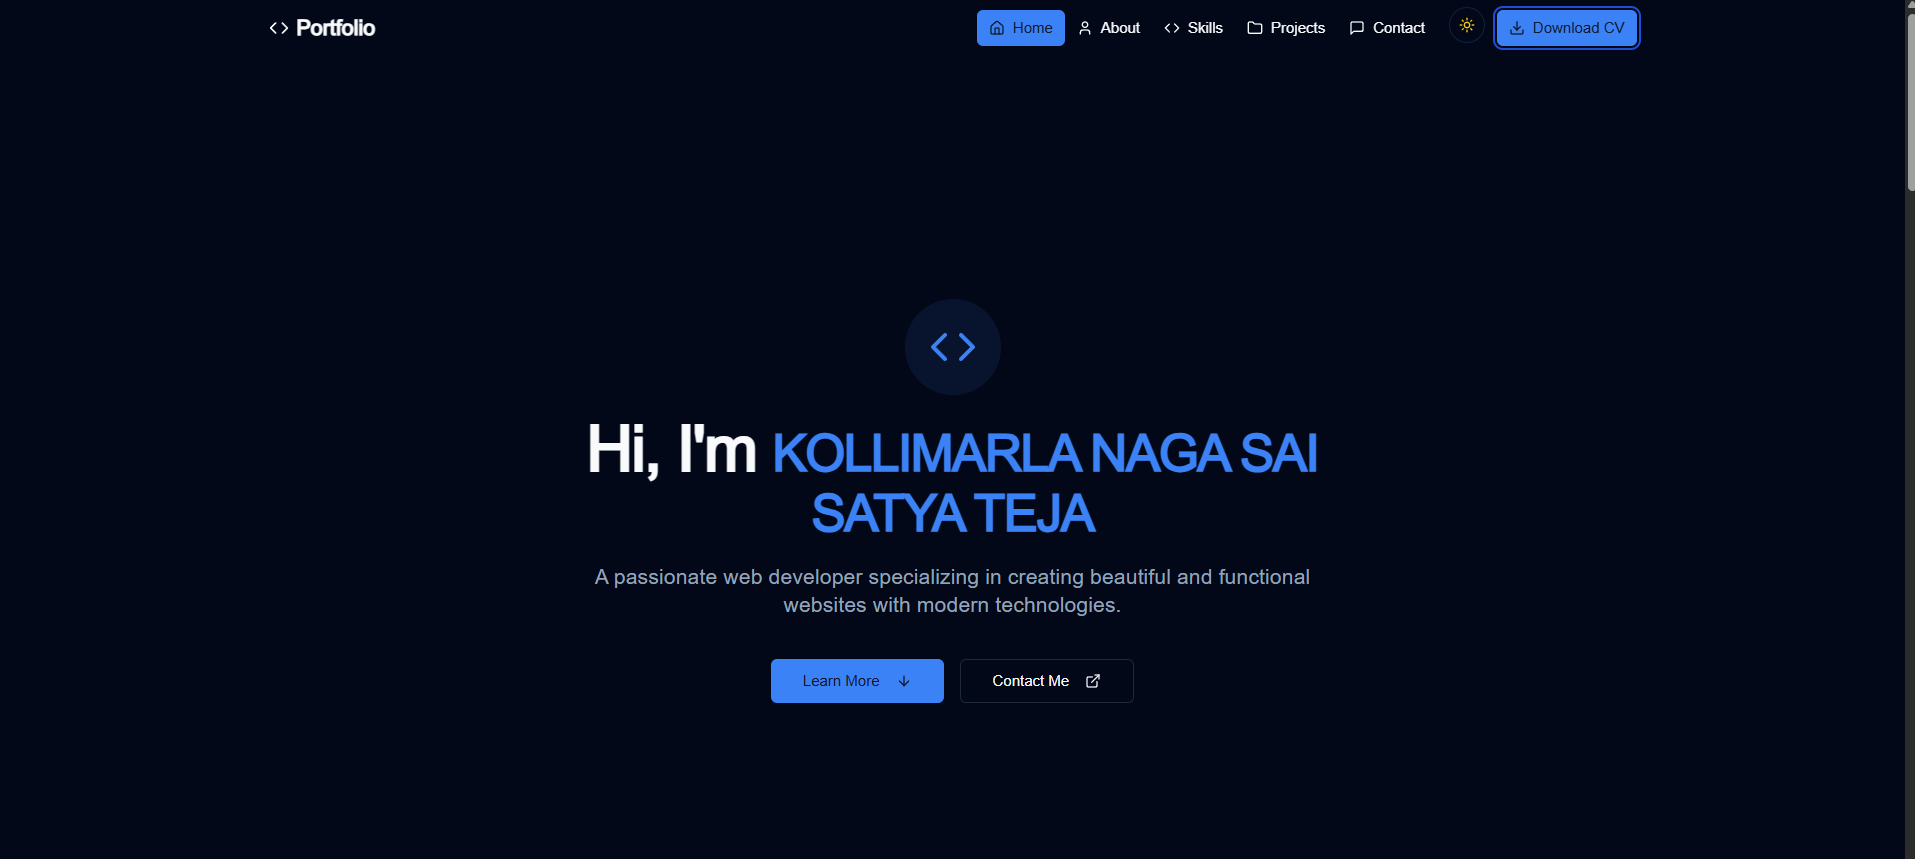 Portfolio
Home About Skills Projects Contact Download CV
Hi, I'm KOLLIMARLA NAGA SAI
SATYA TEJA
A passionate web developer specializing in creating beautiful and functional
websites with modern technologies.
Learn More Contact Me